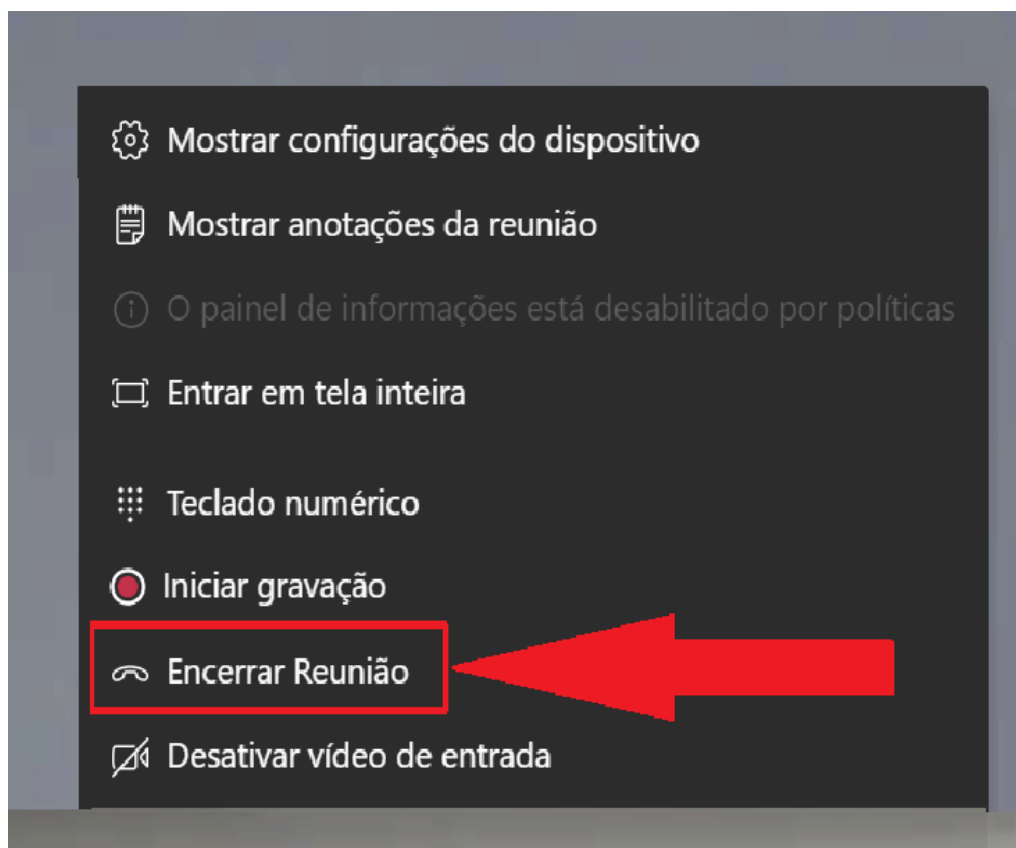 Mostrar configurações do dispositivo
Mostrar anotações da reunião
O painel de informações está desabilitado por políticas
Entrar em tela inteira
Teclado numérico
Iniciar gravação
Encerrar Reunião
Desativar vídeo de entrada